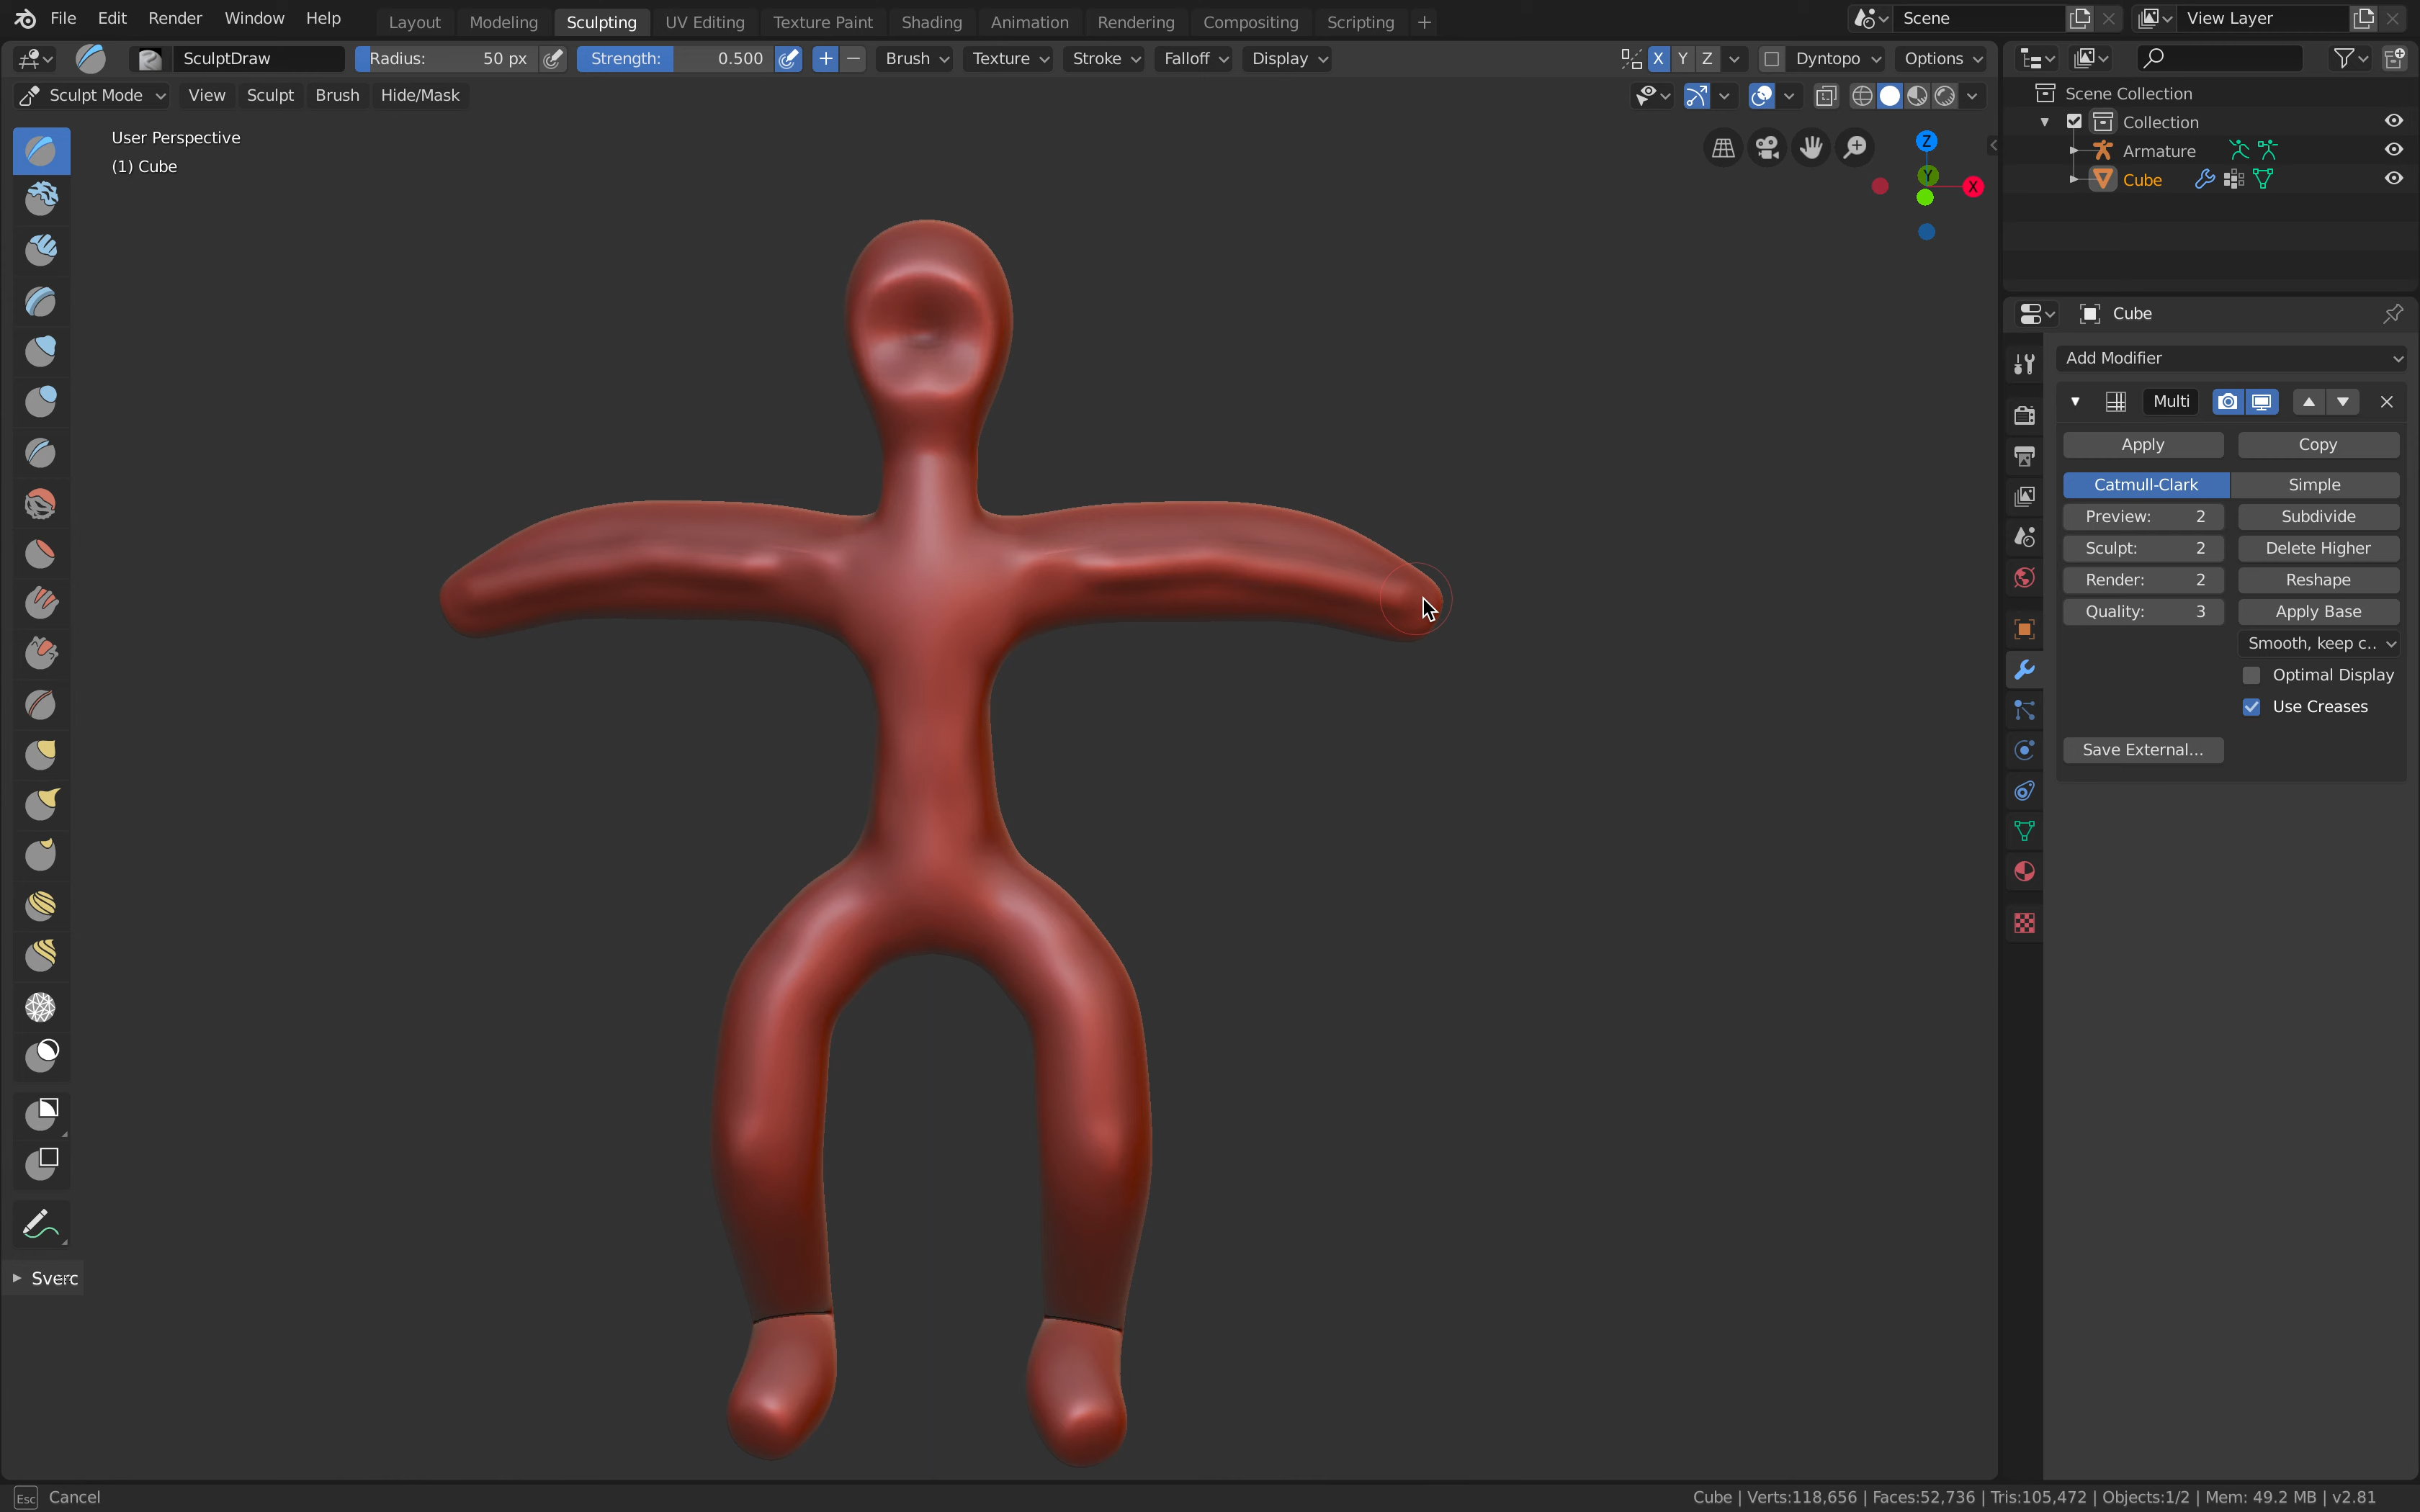 File Edit Render Window Help Layout Modeling Sculpting UV Editing Texture Paint Shading Animation Rendering Compositing Scripting + Scene View Layer
SculptDraw Radius: 50 px Strength: 0.500 Brush Texture Stroke Falloff Display X Y Z Dyntopo Options
Sculpt Mode View Sculpt Brush Hide/Mask
User Perspective
(1) Cube
Z
Y
X
Sverc
Scene Collection
Collection
Armature
Cube
Cube
Add Modifier
Multi
Apply Copy
Catmull-Clark Simple
Preview: 2 Subdivide
Sculpt: 2 Delete Higher
Render: 2 Reshape
Quality: 3 Apply Base
Smooth, keep c..
Optimal Display
Use Creases
Save External...
Esc Cancel
Cube | Verts:118,656 | Faces:52,736 | Tris:105,472 | Objects:1/2 | Mem: 49.2 MB | v2.81